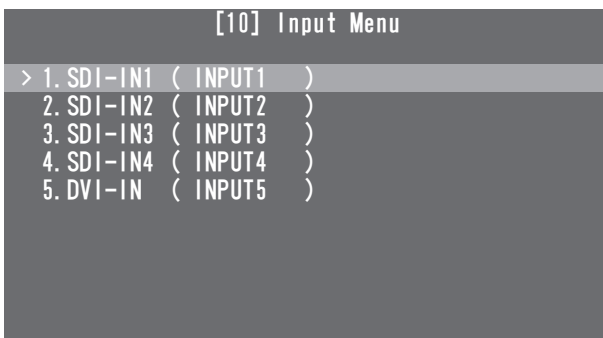 [10] Input Menu
> 1. SDI-IN1 ( INPUT1 )
2. SDI-IN2 ( INPUT2 )
3. SDI-IN3 ( INPUT3 )
4. SDI-IN4 ( INPUT4 )
5. DVI-IN ( INPUT5 )